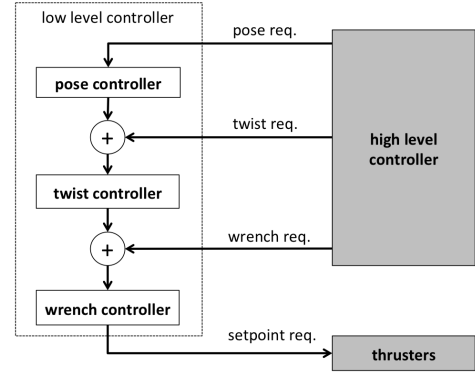 low level controller
pose req.
pose controller
+
twist req.
high level
controller
twist controller
+
wrench req.
wrench controller
setpoint req.
thrusters